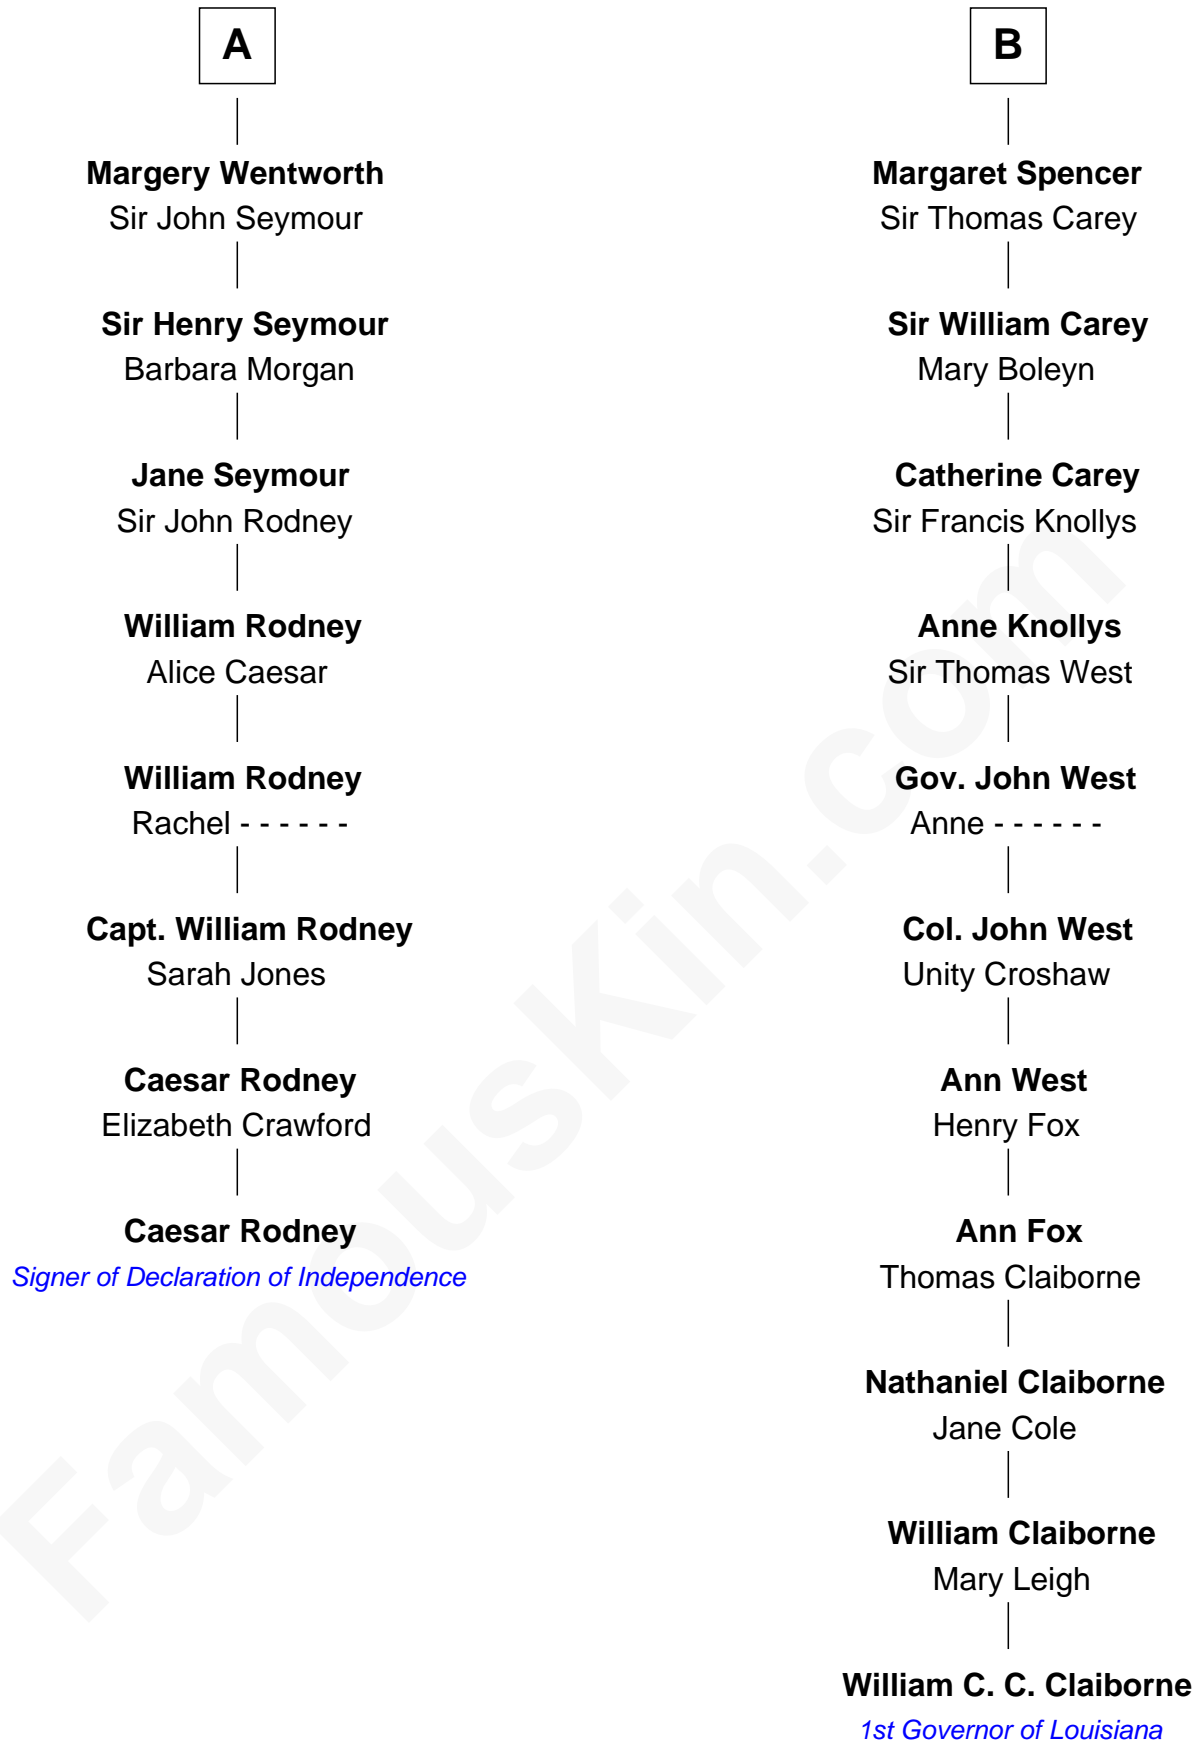 A
Margery Wentworth
Sir John Seymour
Sir Henry Seymour
Barbara Morgan
Jane Seymour
Sir John Rodney
William Rodney
Alice Caesar
William Rodney
Rachel - - - - - -
Capt. William Rodney
Sarah Jones
Caesar Rodney
Elizabeth Crawford
Caesar Rodney
Signer of Declaration of Independence
B
Margaret Spencer
Sir Thomas Carey
Sir William Carey
Mary Boleyn
Catherine Carey
Sir Francis Knollys
Anne Knollys
Sir Thomas West
Gov. John West
Anne - - - - - -
Col. John West
Unity Croshaw
Ann West
Henry Fox
Ann Fox
Thomas Claiborne
Nathaniel Claiborne
Jane Cole
William Claiborne
Mary Leigh
William C. C. Claiborne
1st Governor of Louisiana
FamousKin.com